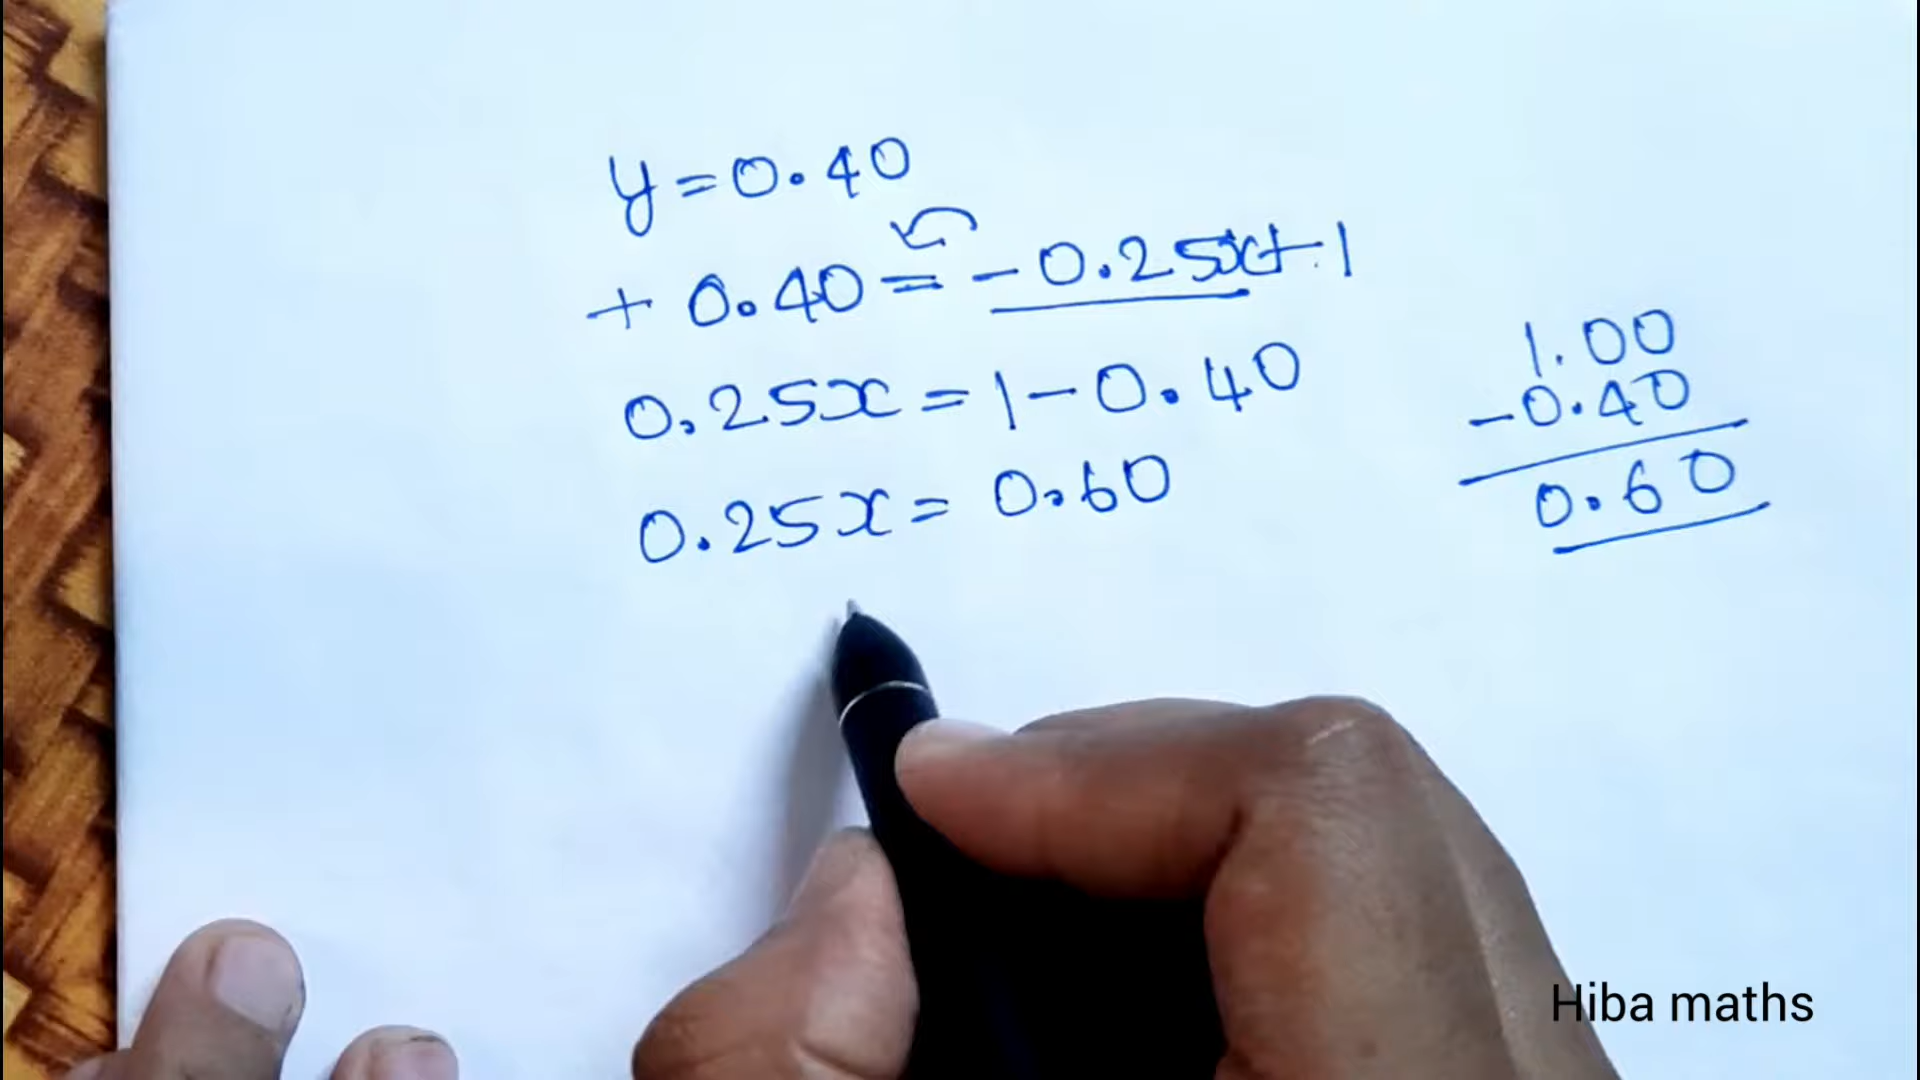 y=0.40
+ 0.40 = -0.25x+1
0.25x = 1-0.40
0.25x = 0.60
1.00
-0.40
0.60
Hiba maths